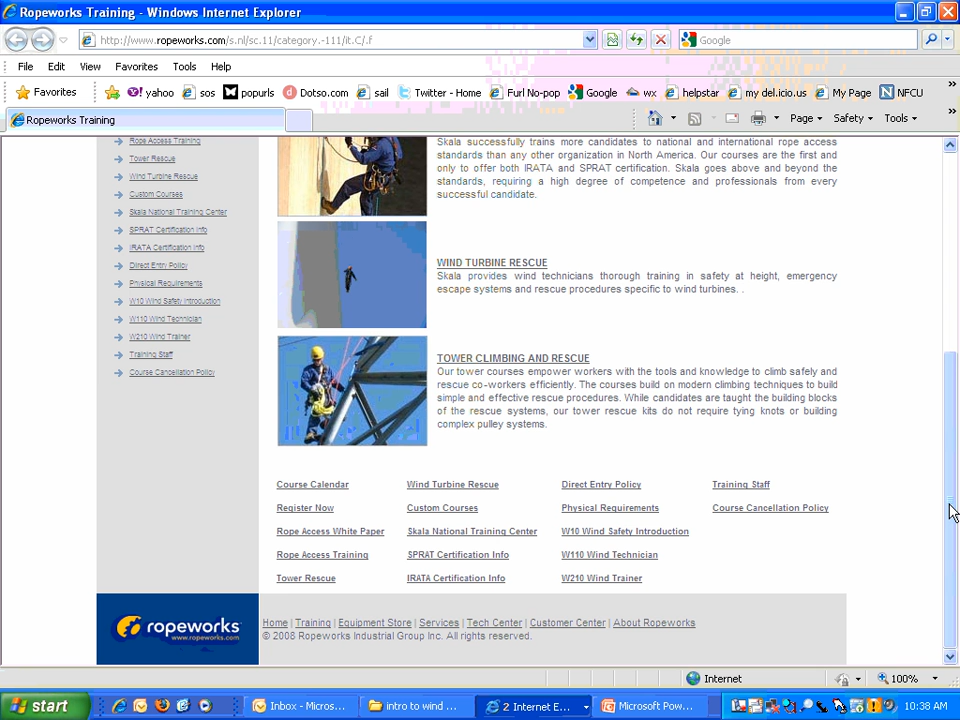 Ropeworks Training - Windows Internet Explorer
http://www.ropeworks.com/s.nl/sc.11/category.-111/it.C/.f
Google
File Edit View Favorites Tools Help
Favorites yahoo sos popurls Dotso.com sail Twitter - Home Furl No-pop Google wx helpstar my del.icio.us My Page NFCU
Ropeworks Training
Page Safety Tools
Rope Access Training
Tower Rescue
Wind Turbine Rescue
Custom Courses
Skala National Training Center
SPRAT Certification Info
IRATA Certification Info
Direct Entry Policy
Physical Requirements
W10 Wind Safety Introduction
W110 Wind Technician
W210 Wind Trainer
Training Staff
Course Cancellation Policy
Skala successfully trains more candidates to national and international rope access
standards than any other organization in North America. Our courses are the first and
only to offer both IRATA and SPRAT certification. Skala goes above and beyond the
standards, requiring a high degree of competence and professionals from every
successful candidate.
WIND TURBINE RESCUE
Skala provides wind technicians thorough training in safety at height, emergency
escape systems and rescue procedures specific to wind turbines. .
TOWER CLIMBING AND RESCUE
Our tower courses empower workers with the tools and knowledge to climb safely and
rescue co-workers efficiently. The courses build on modern climbing techniques to build
simple and effective rescue procedures. While candidates are taught the building blocks
of the rescue systems, our tower rescue kits do not require tying knots or building
complex pulley systems.
Course Calendar Wind Turbine Rescue Direct Entry Policy Training Staff
Register Now Custom Courses Physical Requirements Course Cancellation Policy
Rope Access White Paper Skala National Training Center W10 Wind Safety Introduction
Rope Access Training SPRAT Certification Info W110 Wind Technician
Tower Rescue IRATA Certification Info W210 Wind Trainer
ropeworks
www.ropeworks.com
Home | Training | Equipment Store | Services | Tech Center | Customer Center | About Ropeworks
© 2008 Ropeworks Industrial Group Inc. All rights reserved.
Internet 100%
start Inbox - Micros... intro to wind ... 2 Internet E... Microsoft Pow... 10:38 AM